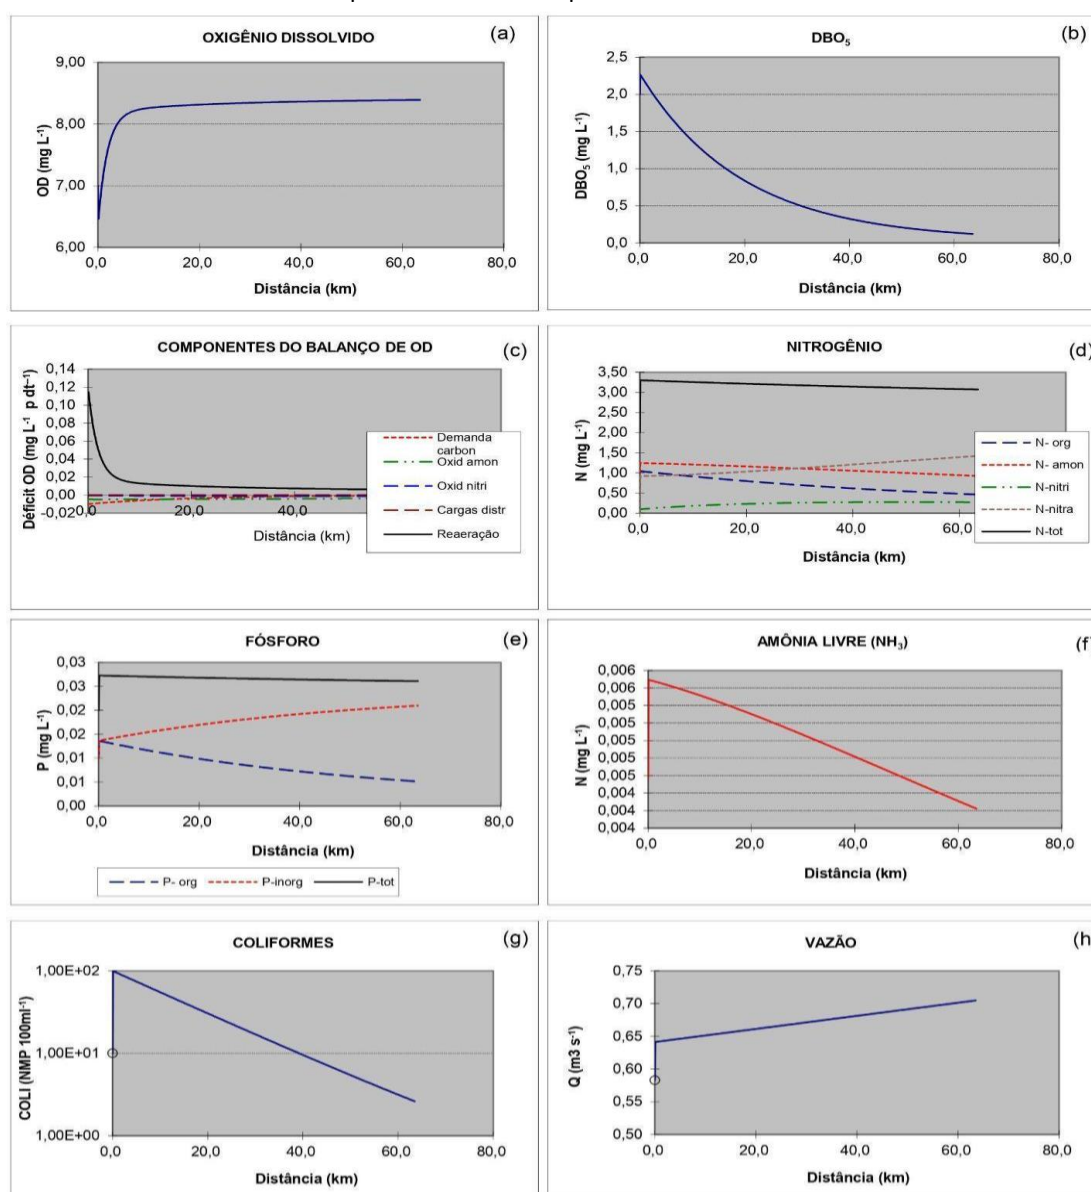 OXIGÊNIO DISSOLVIDO
(a)
9,00
8,00
7,00
6,00
OD (mg L-1)
0,0 20,0 40,0 60,0 80,0
Distância (km)
DBO5
(b)
2,5
2,0
1,5
1,0
0,5
0,0
DBO5 (mg L-1)
0,0 20,0 40,0 60,0 80,0
Distância (km)
COMPONENTES DO BALANÇO DE OD
(c)
0,14
0,12
0,10
0,08
0,06
0,04
0,02
0,00
-0,02
Déficit OD (mg L-1 p dt-1)
0,0 20,0 40,0
Distância (km)
Demanda
carbon
Oxid amon
Oxid nitri
Cargas distr
Reaeração
NITROGÊNIO
(d)
3,50
3,00
2,50
2,00
1,50
1,00
0,50
0,00
N (mg L-1)
0,0 20,0 40,0 60,0
Distância (km)
N- org
N- amon
N-nitri
N-nitra
N-tot
FÓSFORO
(e)
0,03
0,03
0,02
0,02
0,01
0,01
0,00
P (mg L-1)
0,0 20,0 40,0 60,0 80,0
Distância (km)
P- org P-inorg P-tot
AMÔNIA LIVRE (NH3)
(f
0,006
0,006
0,005
0,005
0,005
0,005
0,005
0,004
0,004
0,004
N (mg L-1)
0,0 20,0 40,0 60,0 80,0
Distância (km)
COLIFORMES
(g)
1,00E+02
1,00E+01
1,00E+00
COLI (NMP 100ml-1)
0,0 20,0 40,0 60,0 80,0
Distância (km)
VAZÃO
(h
0,75
0,70
0,65
0,60
0,55
0,50
Q (m3 s-1)
0,0 20,0 40,0 60,0 80,0
Distância (km)